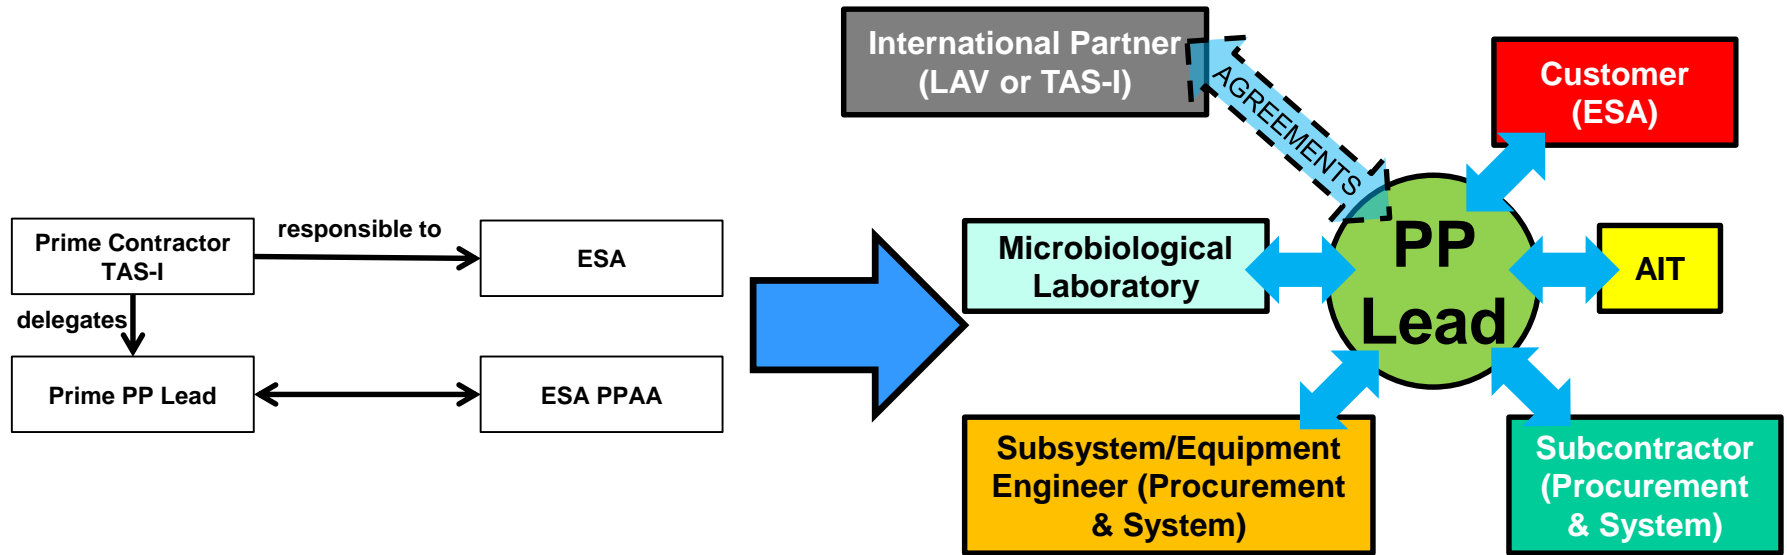 Prime Contractor
TAS-I
responsible to
ESA
delegates
Prime PP Lead
ESA PPAA
International Partner
(LAV or TAS-I)
AGREEMENTS
Customer
(ESA)
Microbiological
Laboratory
PP
Lead
AIT
Subsystem/Equipment
Engineer (Procurement
& System)
Subcontractor
(Procurement
& System)